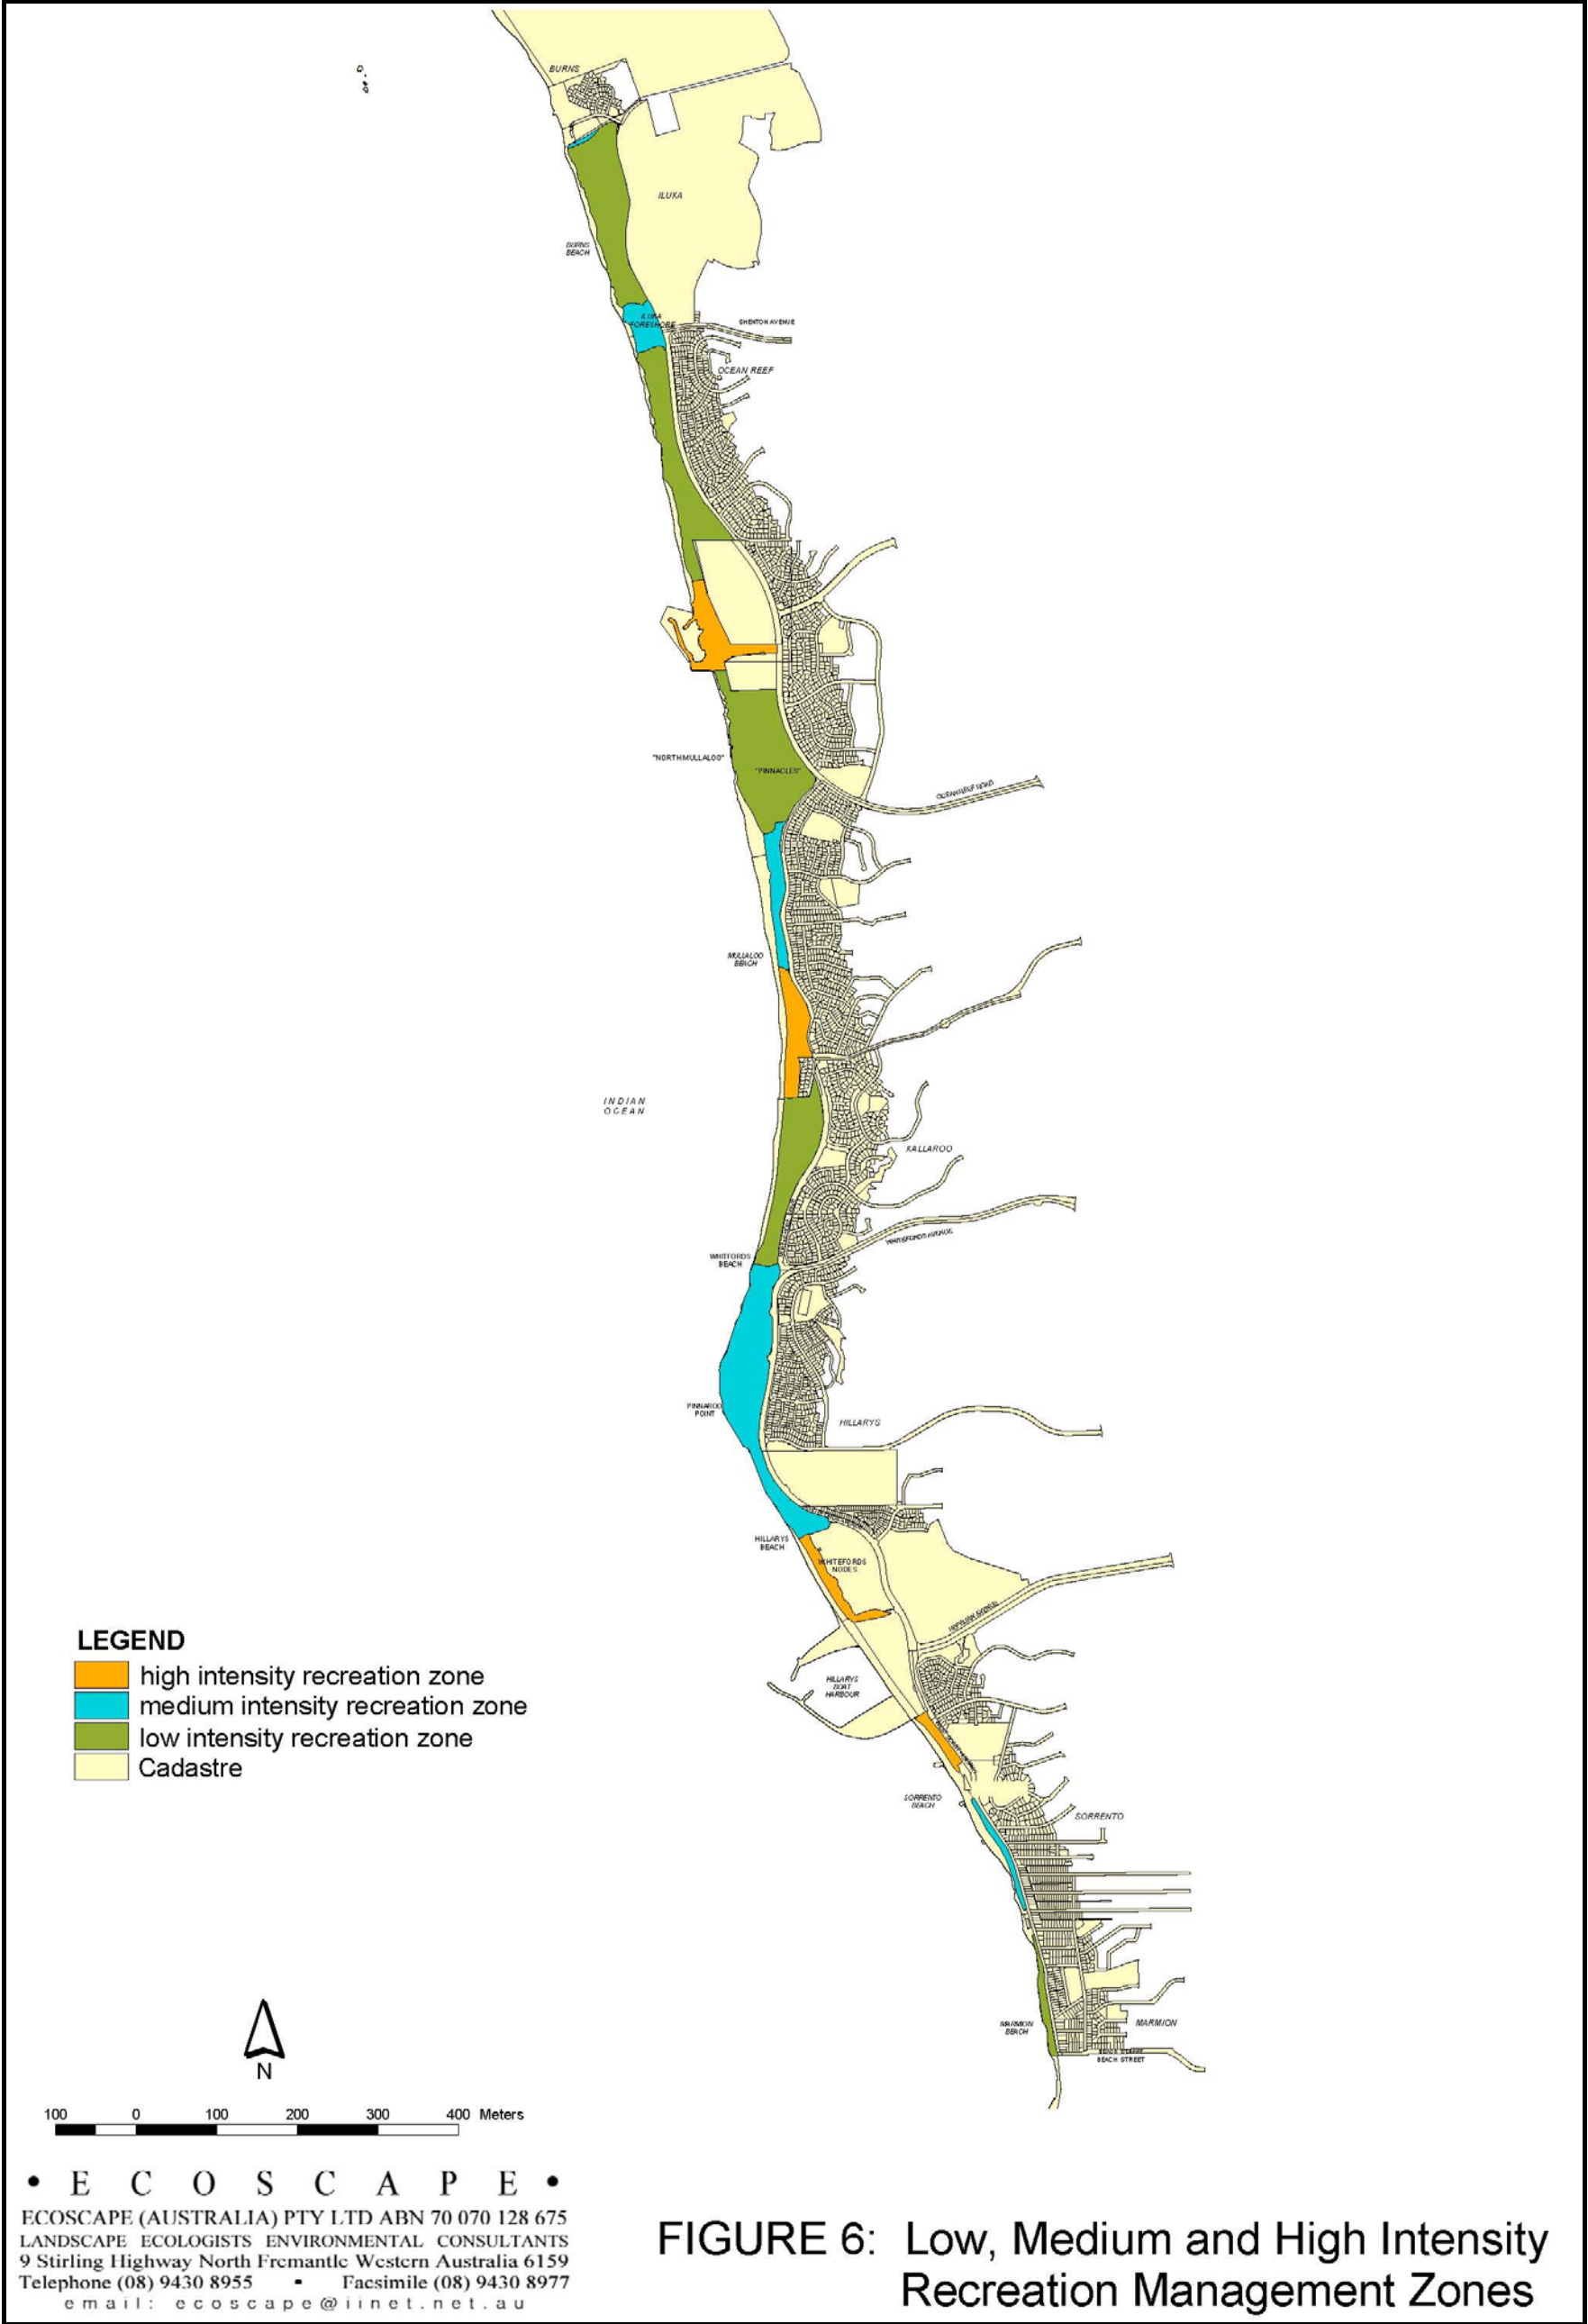 BURNS
ILUKA
BURNS
BEACH
ILUKA
FORESHORE
SHENTON AVENUE
OCEAN REEF
"NORTH MULLALOO"
"PINNACLES"
OCEAN REEF ROAD
MULLALOO
BEACH
INDIAN
OCEAN
KALLAROO
WHITEFORDS AVENUE
WHITFORDS
BEACH
PINNAROO
POINT
HILLARYS
HILLARYS
BEACH
WHITEFORDS
NODES
HEPBURN AVENUE
HILLARYS
BOAT
HARBOUR
SORRENTO
BEACH
SORRENTO
MARMION
BEACH
MARMION
BEACH STREET
LEGEND
high intensity recreation zone
medium intensity recreation zone
low intensity recreation zone
Cadastre
N
100 0 100 200 300 400 Meters
• E C O S C A P E •
ECOSCAPE (AUSTRALIA) PTY LTD ABN 70 070 128 675
LANDSCAPE ECOLOGISTS ENVIRONMENTAL CONSULTANTS
9 Stirling Highway North Fremantle Western Australia 6159
Telephone (08) 9430 8955 • Facsimile (08) 9430 8977
email: ecoscape@iinet.net.au
FIGURE 6: Low, Medium and High Intensity
Recreation Management Zones